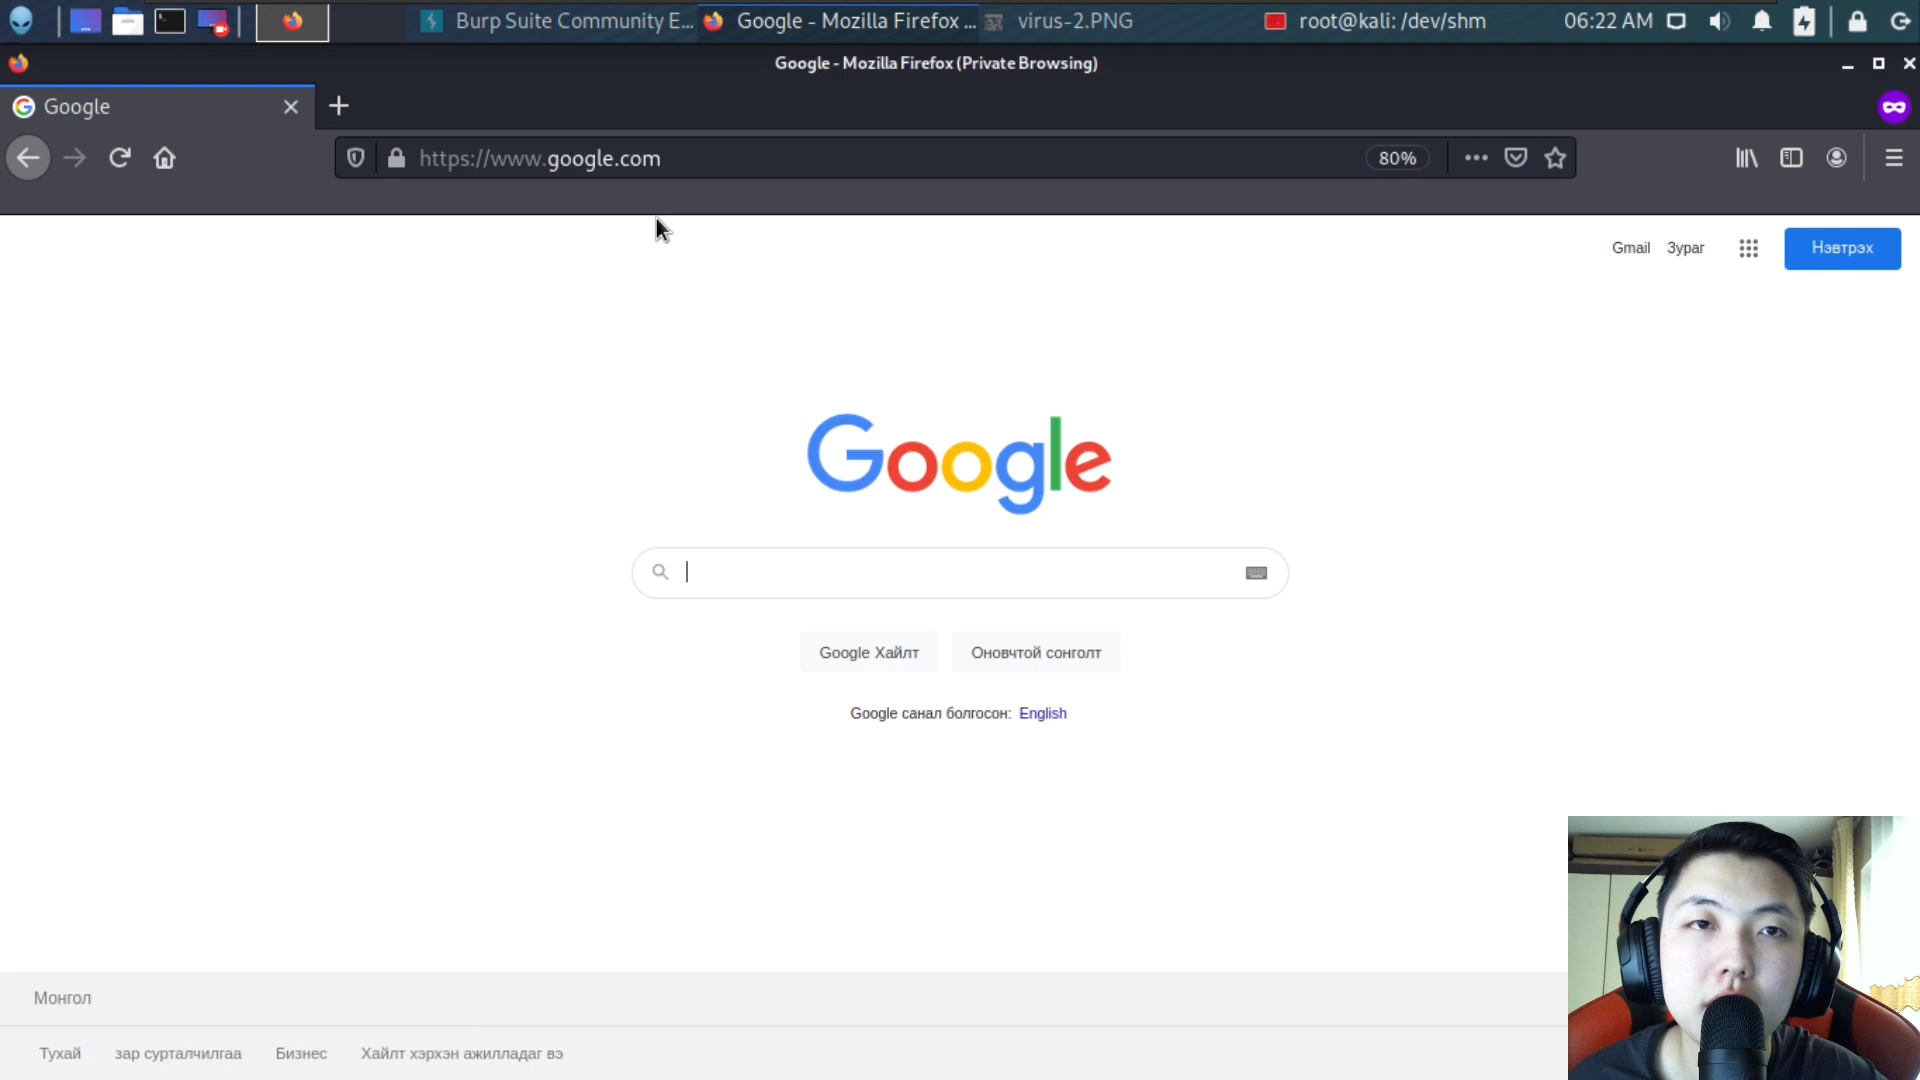 Burp Suite Community E... Google - Mozilla Firefox ... virus-2.PNG root@kali: /dev/shm 06:22 AM
Google - Mozilla Firefox (Private Browsing)
Google
https://www.google.com 80%
Gmail Зураг Нэвтрэх
Google
Google Хайлт Оновчтой сонголт
Google санал болгосон: English
Монгол
Тухай зар сурталчилгаа Бизнес Хайлт хэрхэн ажилладаг вэ